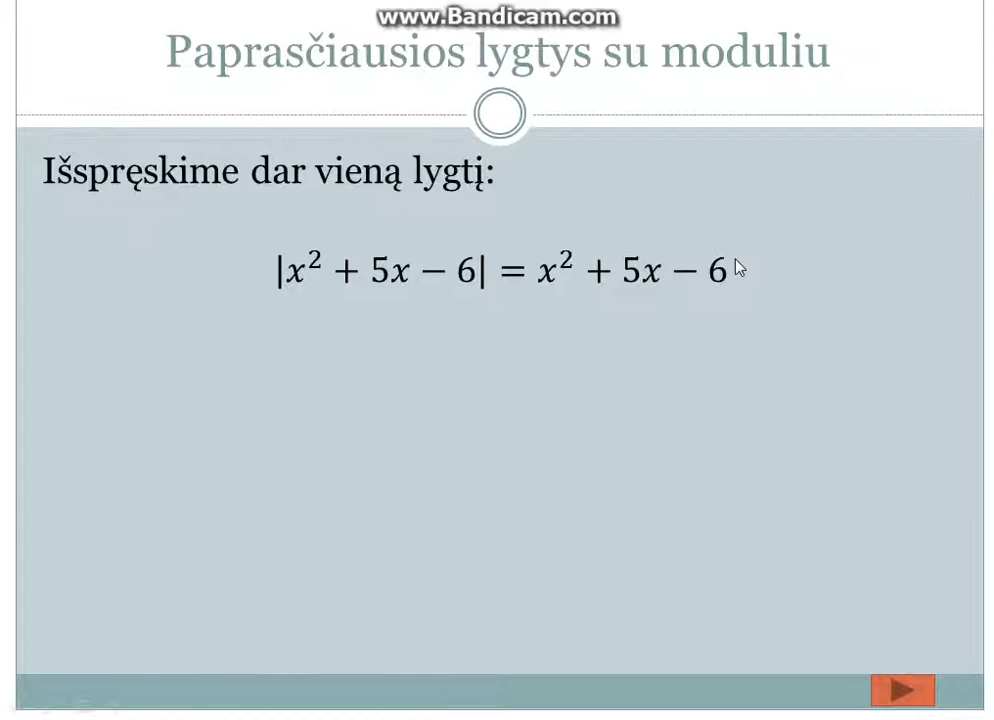 www.Bandicam.com
Paprasčiausios lygtys su moduliu
Išspręskime dar vieną lygtį:
|x² + 5x − 6| = x² + 5x − 6